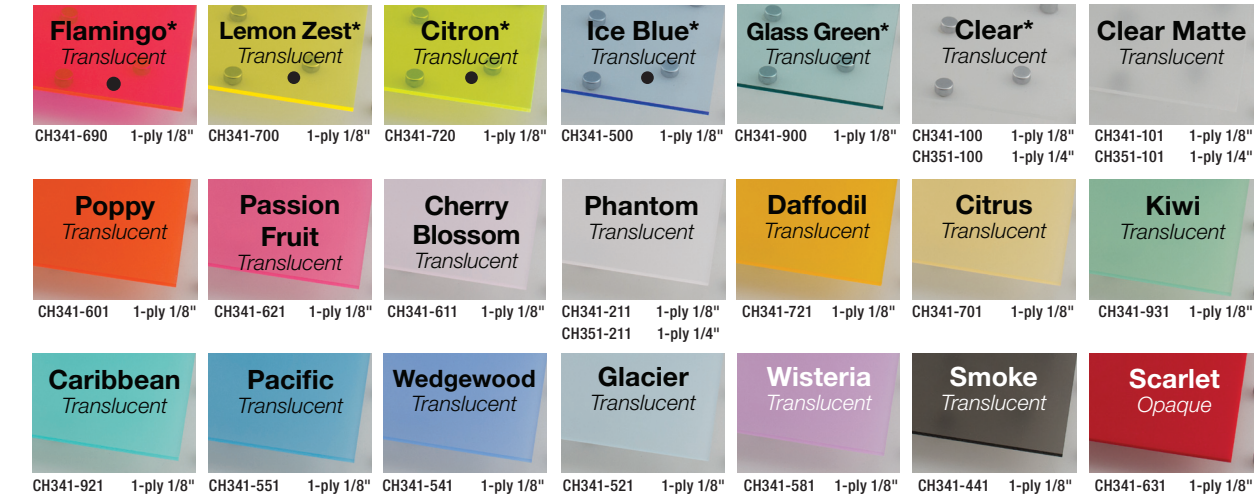 Flamingo*
Translucent
CH341-690 1-ply 1/8"
Lemon Zest*
Translucent
CH341-700 1-ply 1/8"
Citron*
Translucent
CH341-720 1-ply 1/8"
Ice Blue*
Translucent
CH341-500 1-ply 1/8"
Glass Green*
Translucent
CH341-900 1-ply 1/8"
Clear*
Translucent
CH341-100 1-ply 1/8"
CH351-100 1-ply 1/4"
Clear Matte
Translucent
CH341-101 1-ply 1/8"
CH351-101 1-ply 1/4"
Poppy
Translucent
CH341-601 1-ply 1/8"
Passion
Fruit
Translucent
CH341-621 1-ply 1/8"
Cherry
Blossom
Translucent
CH341-611 1-ply 1/8"
Phantom
Translucent
CH341-211 1-ply 1/8"
CH351-211 1-ply 1/4"
Daffodil
Translucent
CH341-721 1-ply 1/8"
Citrus
Translucent
CH341-701 1-ply 1/8"
Kiwi
Translucent
CH341-931 1-ply 1/8"
Caribbean
Translucent
CH341-921 1-ply 1/8"
Pacific
Translucent
CH341-551 1-ply 1/8"
Wedgewood
Translucent
CH341-541 1-ply 1/8"
Glacier
Translucent
CH341-521 1-ply 1/8"
Wisteria
Translucent
CH341-581 1-ply 1/8"
Smoke
Translucent
CH341-441 1-ply 1/8"
Scarlet
Opaque
CH341-631 1-ply 1/8"